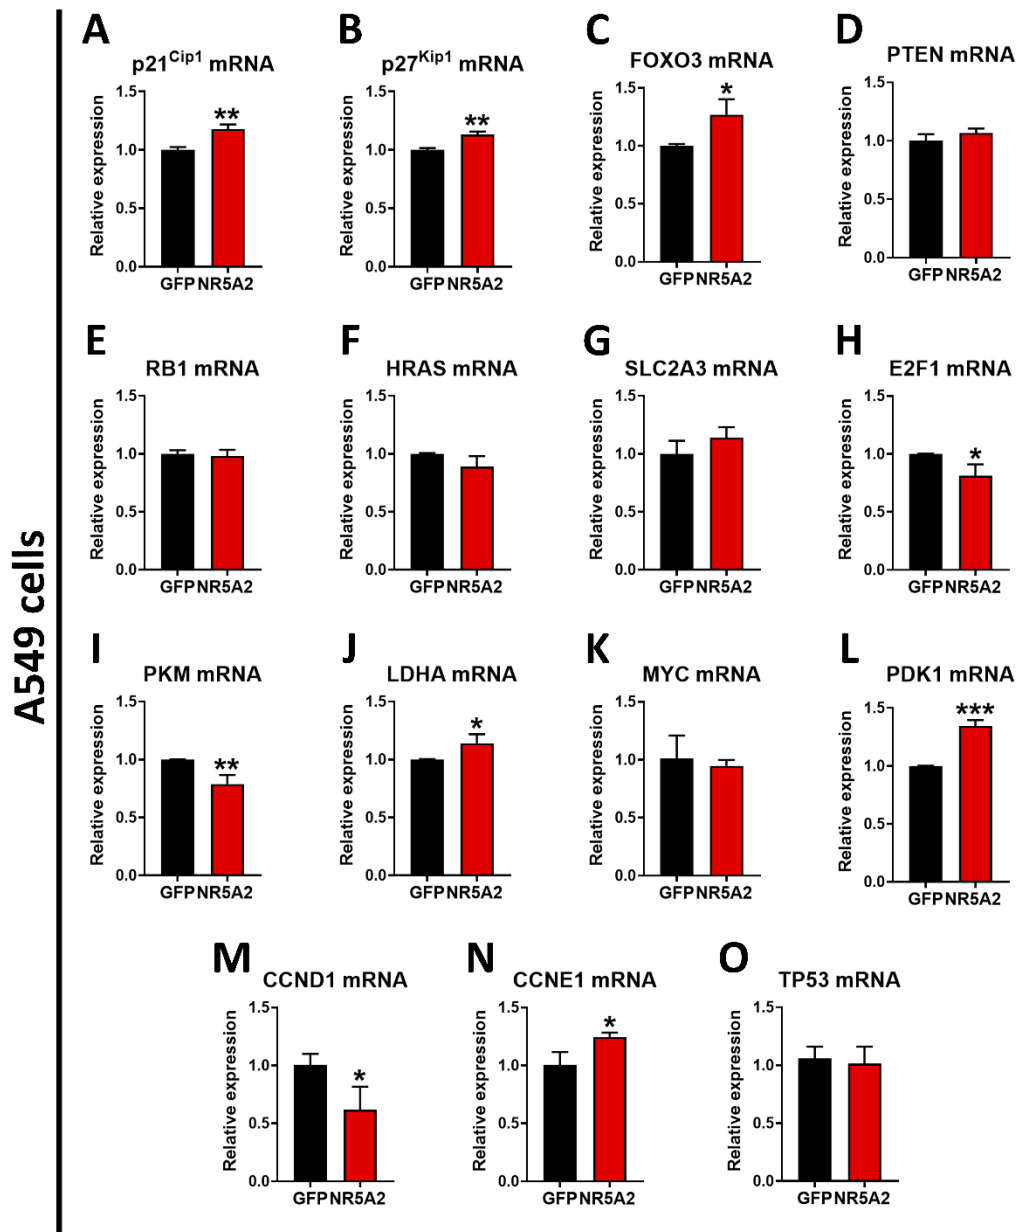 A B C D
p21Cip1 mRNA p27Kip1 mRNA FOXO3 mRNA PTEN mRNA
Relative expression Relative expression Relative expression Relative expression
1.5 1.5 1.5 1.5
** ** *
1.0 1.0 1.0 1.0
0.5 0.5 0.5 0.5
0.0 0.0 0.0 0.0
GFP NR5A2 GFP NR5A2 GFP NR5A2 GFP NR5A2
E F G H
RB1 mRNA HRAS mRNA SLC2A3 mRNA E2F1 mRNA
Relative expression Relative expression Relative expression Relative expression
1.5 1.5 1.5 1.5
*
1.0 1.0 1.0 1.0
0.5 0.5 0.5 0.5
0.0 0.0 0.0 0.0
GFP NR5A2 GFP NR5A2 GFP NR5A2 GFP NR5A2
A549 cells
I J K L
PKM mRNA LDHA mRNA MYC mRNA PDK1 mRNA
Relative expression Relative expression Relative expression Relative expression
1.5 1.5 1.5 1.5
** * ***
1.0 1.0 1.0 1.0
0.5 0.5 0.5 0.5
0.0 0.0 0.0 0.0
GFP NR5A2 GFP NR5A2 GFP NR5A2 GFP NR5A2
M N O
CCND1 mRNA CCNE1 mRNA TP53 mRNA
Relative expression Relative expression Relative expression
1.5 1.5 1.5
* *
1.0 1.0 1.0
0.5 0.5 0.5
0.0 0.0 0.0
GFP NR5A2 GFP NR5A2 GFP NR5A2